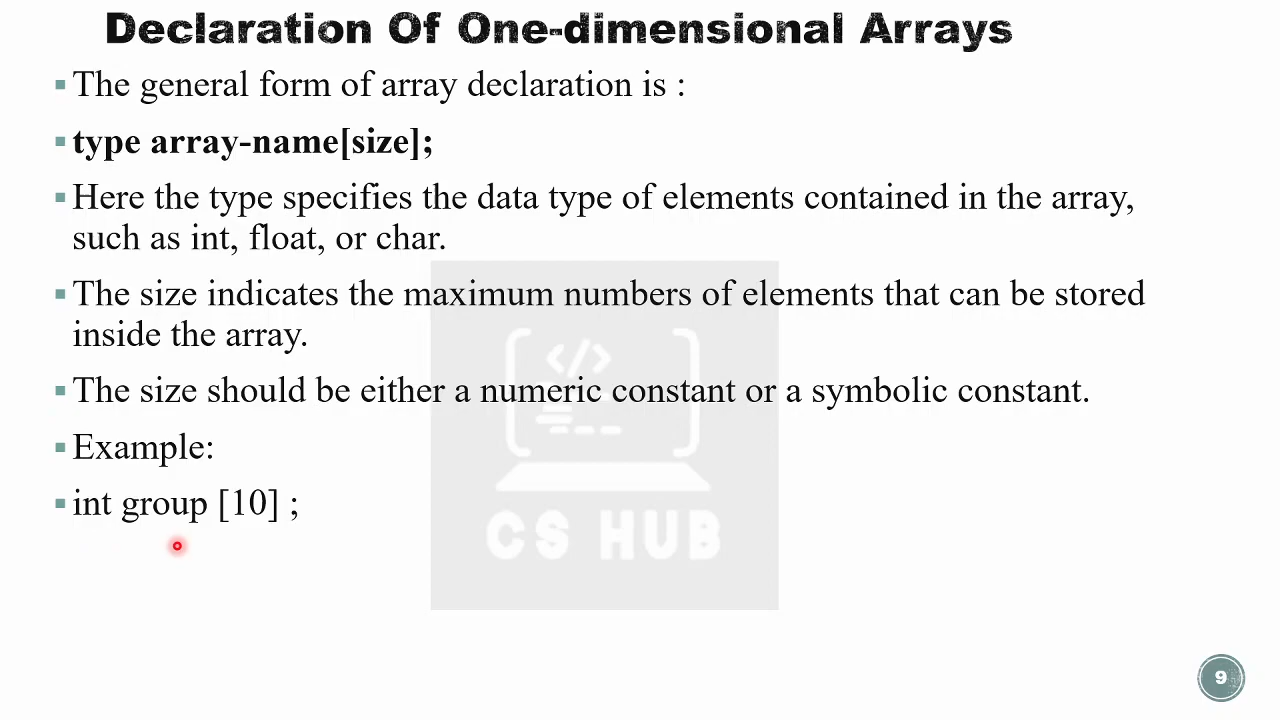 Declaration Of One-dimensional Arrays
The general form of array declaration is :
type array-name[size];
Here the type specifies the data type of elements contained in the array,
such as int, float, or char.
The size indicates the maximum numbers of elements that can be stored
inside the array.
The size should be either a numeric constant or a symbolic constant.
Example:
int group [10] ;
</>
CS HUB
9